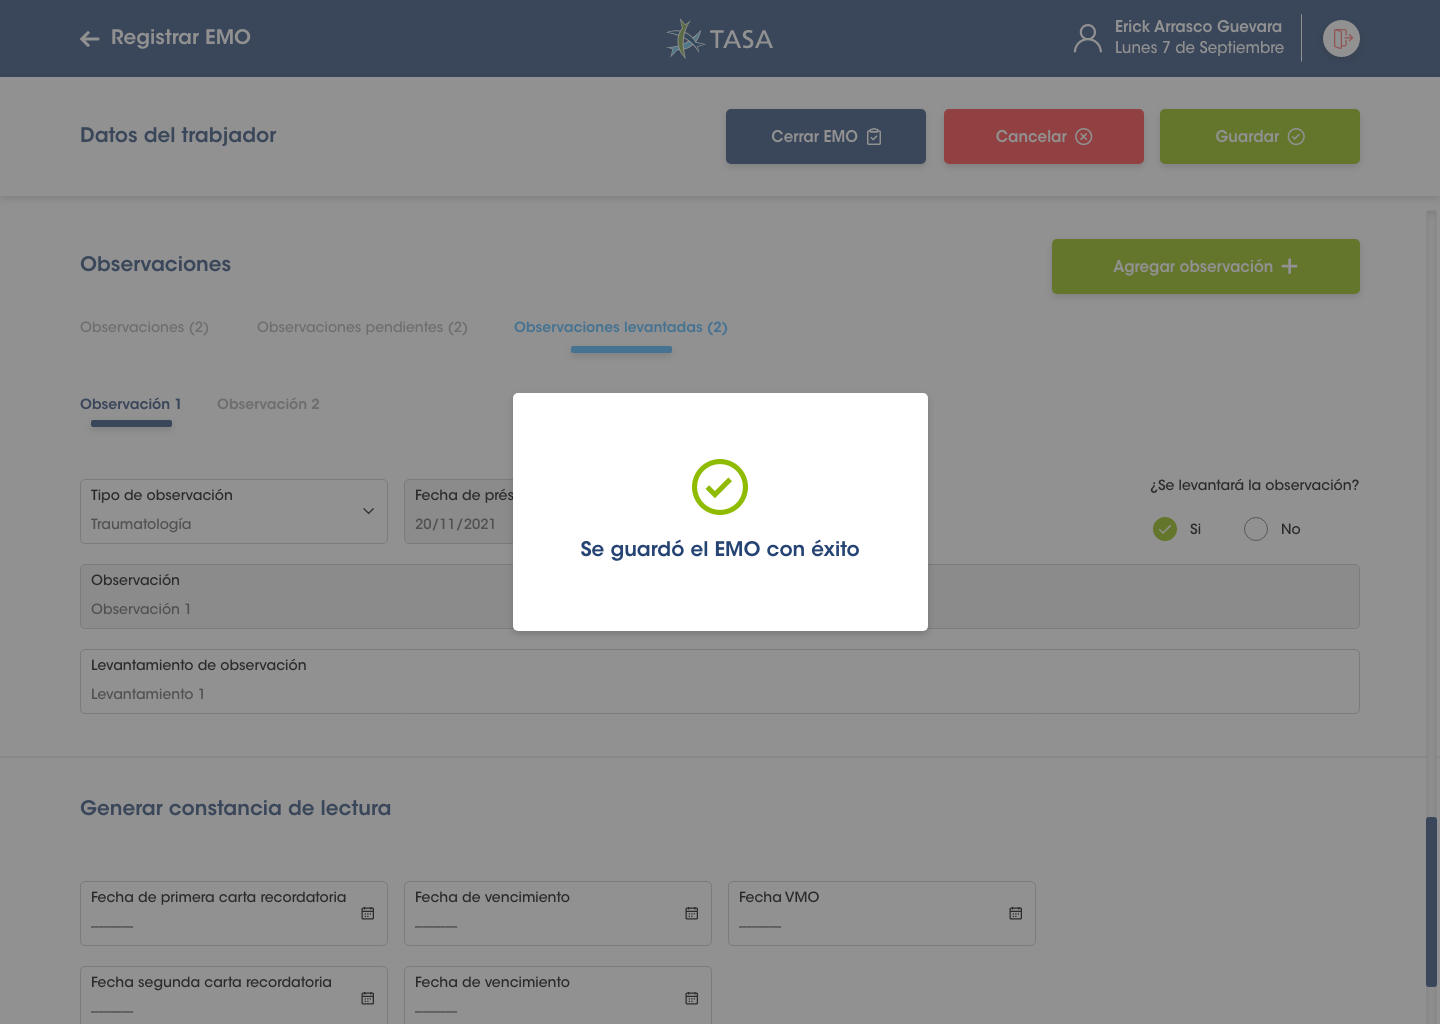 Registrar EMO
TASA
Erick Arrasco Guevara
Lunes 7 de Septiembre
Datos del trabjador
Cerrar EMO
Cancelar
Guardar
Observaciones
Agregar observación
Observaciones (2)
Observaciones pendientes (2)
Observaciones levantadas (2)
Observación 1
Observación 2
Tipo de observación
Traumatología
Fecha de prés
20/11/2021
¿Se levantará la observación?
Si
No
Se guardó el EMO con éxito
Observación
Observación 1
Levantamiento de observación
Levantamiento 1
Generar constancia de lectura
Fecha de primera carta recordatoria
Fecha de vencimiento
Fecha VMO
Fecha segunda carta recordatoria
Fecha de vencimiento